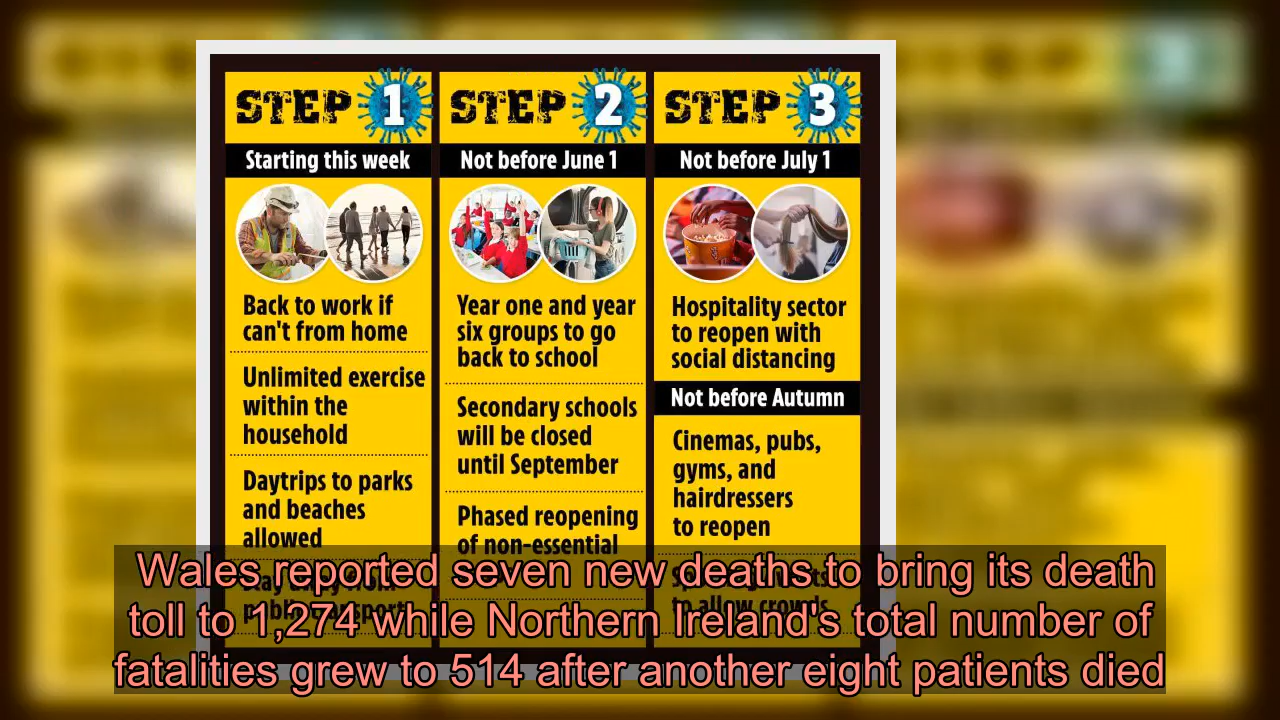 STEP 1
Starting this week
Back to work if
can't from home
Unlimited exercise
within the
household
Daytrips to parks
and beaches
allowed
STEP 2
Not before June 1
Year one and year
six groups to go
back to school
Secondary schools
will be closed
until September
Phased reopening
of non-essential
STEP 3
Not before July 1
Hospitality sector
to reopen with
social distancing
Not before Autumn
Cinemas, pubs,
gyms, and
hairdressers
to reopen
to allow crowds
Wales reported seven new deaths to bring its death
toll to 1,274 while Northern Ireland's total number of
fatalities grew to 514 after another eight patients died